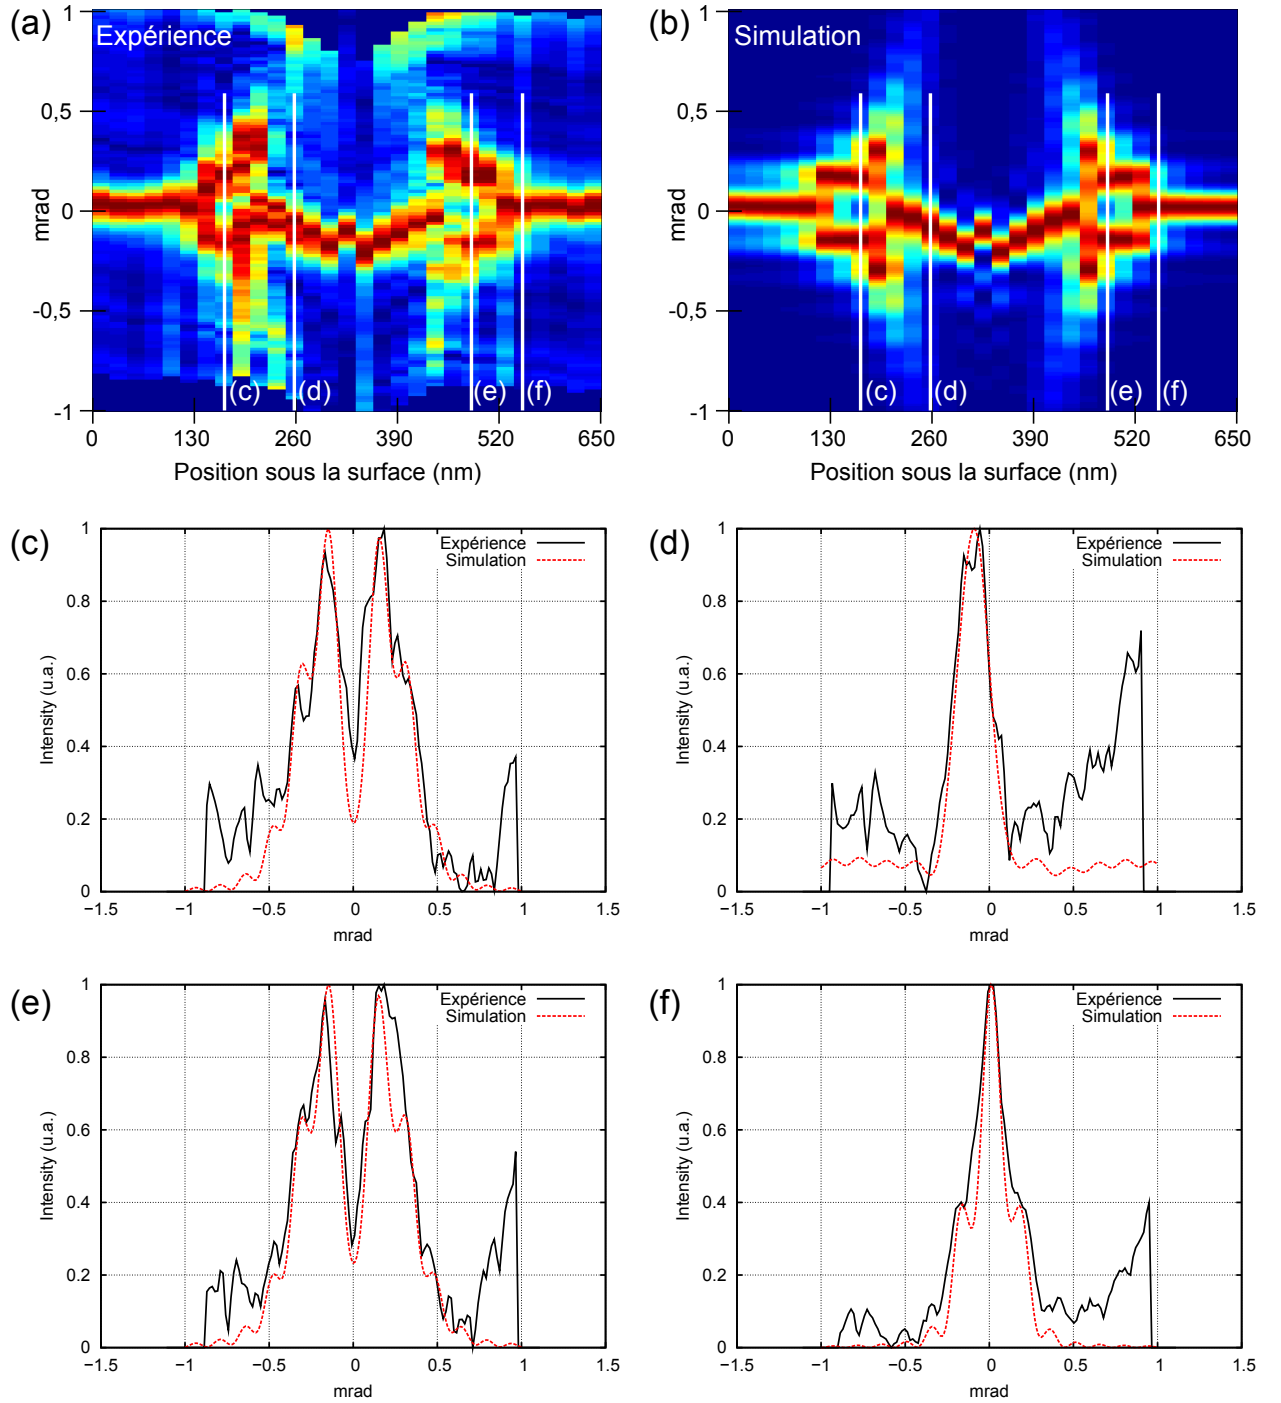 (a)
Expérience
1
0,5
0
-0,5
-1
mrad
(c)
(d)
(e)
(f)
0
130
260
390
520
650
Position sous la surface (nm)
(b)
Simulation
1
0,5
0
-0,5
-1
mrad
(c)
(d)
(e)
(f)
0
130
260
390
520
650
Position sous la surface (nm)
(c)
Expérience
Simulation
1
0.8
0.6
0.4
0.2
0
Intensity (u.a.)
−1.5
−1
−0.5
0
0.5
1
1.5
mrad
(d)
Expérience
Simulation
1
0.8
0.6
0.4
0.2
0
Intensity (u.a.)
−1.5
−1
−0.5
0
0.5
1
1.5
mrad
(e)
Expérience
Simulation
1
0.8
0.6
0.4
0.2
0
Intensity (u.a.)
−1.5
−1
−0.5
0
0.5
1
1.5
mrad
(f)
Expérience
Simulation
1
0.8
0.6
0.4
0.2
0
Intensity (u.a.)
−1.5
−1
−0.5
0
0.5
1
1.5
mrad